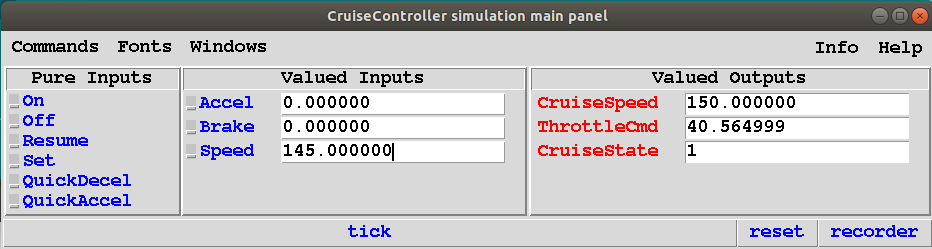 CruiseController simulation main panel
Commands Fonts Windows Info Help
Pure Inputs Valued Inputs Valued Outputs
On
Off
Resume
Set
QuickDecel
QuickAccel
Accel 0.000000
Brake 0.000000
Speed 145.000000
CruiseSpeed 150.000000
ThrottleCmd 40.564999
CruiseState 1
tick reset recorder